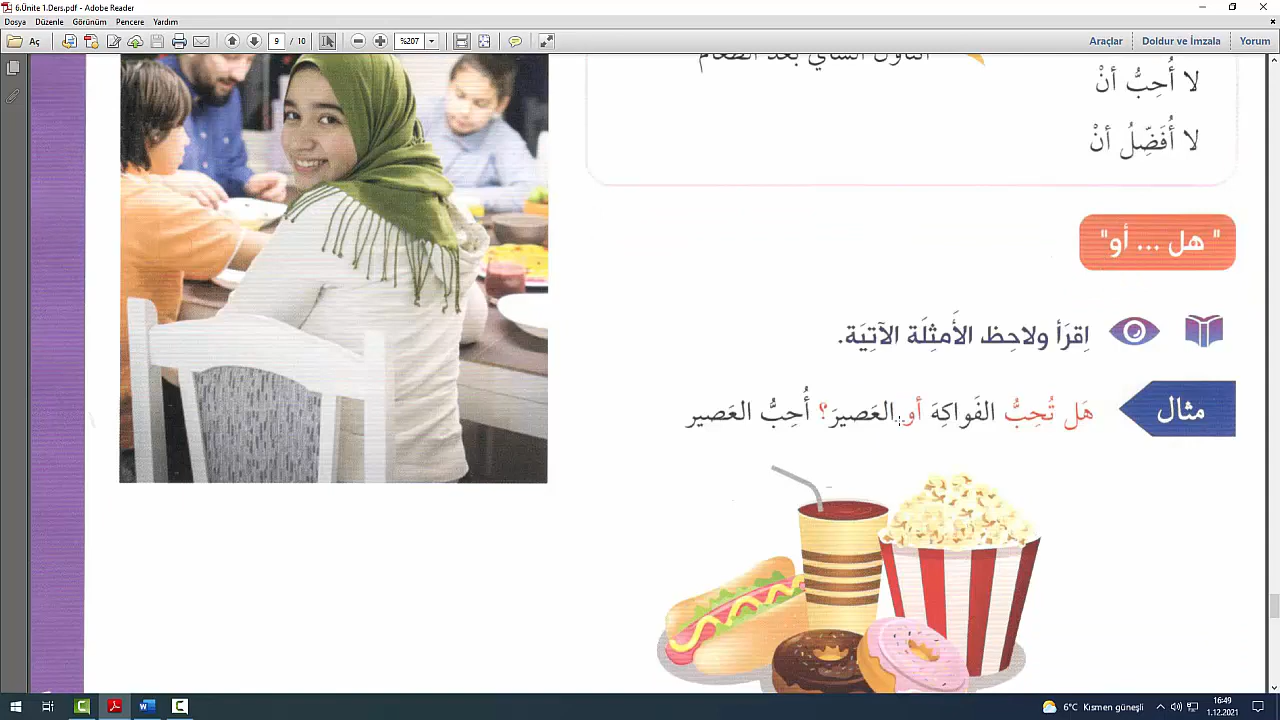 6.Ünite 1.Ders.pdf - Adobe Reader
Dosya Düzenle Görünüm Pencere Yardım
Aç 9 / 10 %207 Araçlar Doldur ve İmzala Yorum
لا أُحِبُّ أنْ
لا أُفَضِّلُ أنْ
" هل ... أو"
اِقرَأ ولاحِظ الأَمثِلَة الآتِيَة.
مثال
هَل تُحِبُّ الفَواكِهَ أو العَصيرَ؟ أُحِبُّ العَصير
6°C Kısmen güneşli 16:49
1.12.2021